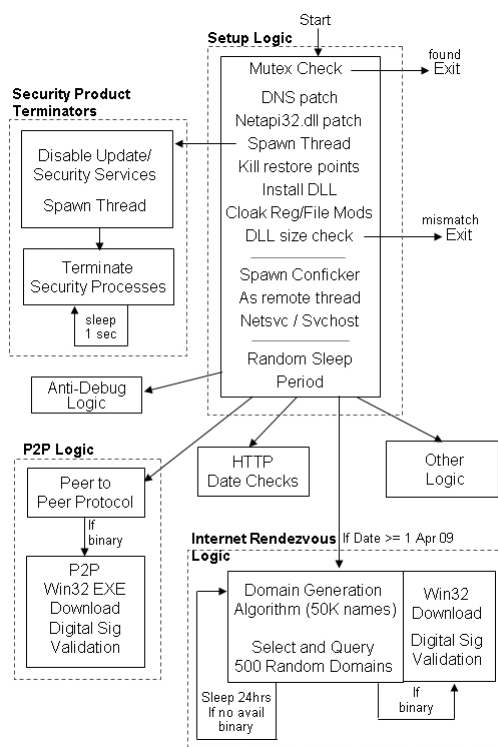 Start
Setup Logic
Mutex Check
found
Exit
DNS patch
Netapi32.dll patch
Spawn Thread
Kill restore points
Install DLL
Cloak Reg/File Mods
DLL size check
mismatch
Exit
Spawn Conficker
As remote thread
Netsvc / Svchost
Random Sleep
Period
Security Product
Terminators
Disable Update/
Security Services
Spawn Thread
Terminate
Security Processes
sleep
1 sec
Anti-Debug
Logic
P2P Logic
Peer to
Peer Protocol
If
binary
P2P
Win32 EXE
Download
Digital Sig
Validation
HTTP
Date Checks
Other
Logic
Internet Rendezvous
Logic
If Date >= 1 Apr 09
Domain Generation
Algorithm (50K names)
Select and Query
500 Random Domains
Win32
Download
Digital Sig
Validation
Sleep 24hrs
If no avail
binary
If
binary